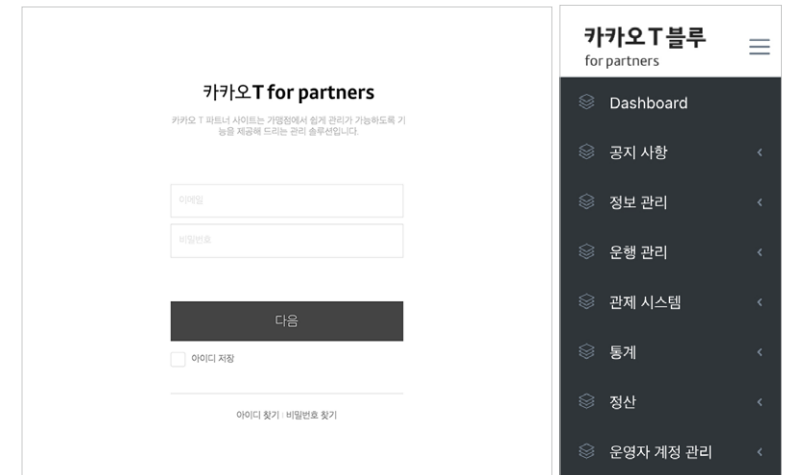 카카오T for partners
카카오 T 파트너 사이트는 가맹점에서 쉽게 관리가 가능하도록 기
능을 제공해 드리는 관리 솔루션입니다.
이메일
비밀번호
다음
아이디 저장
아이디 찾기 | 비밀번호 찾기
카카오 T 블루
for partners
Dashboard
공지 사항
정보 관리
운행 관리
관제 시스템
통계
정산
운영자 계정 관리